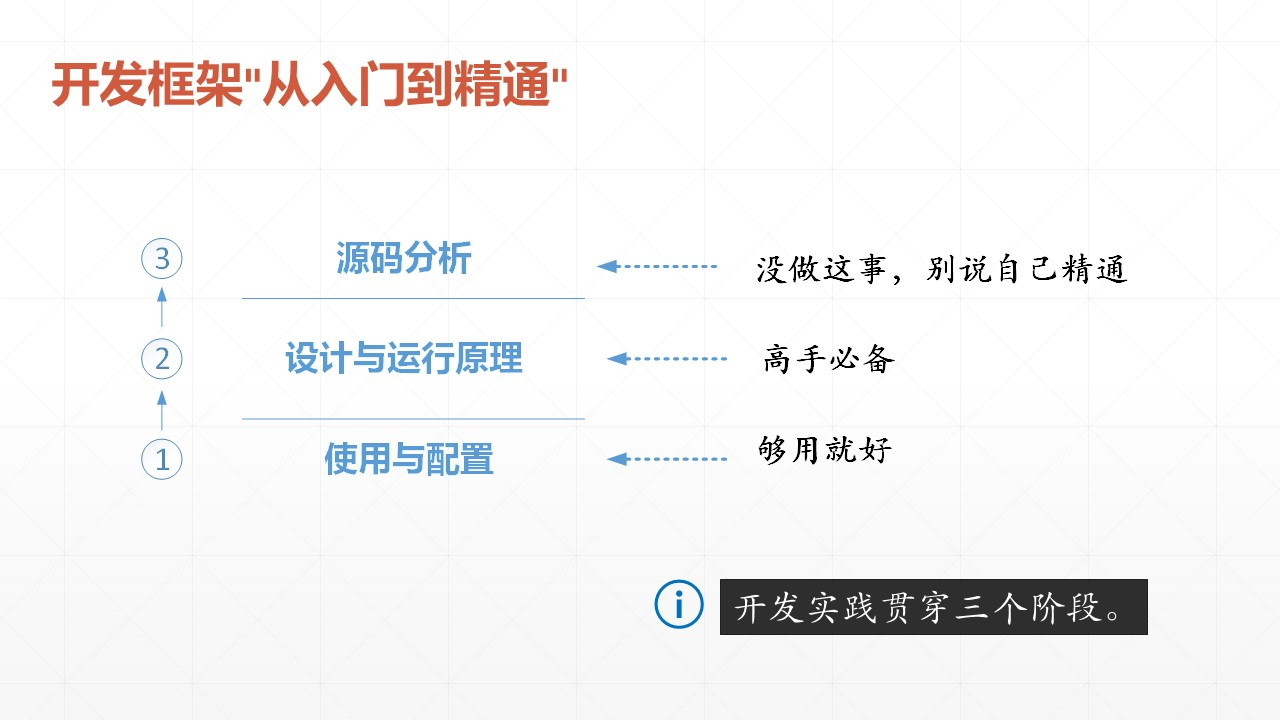 开发框架"从入门到精通"
3 源码分析 没做这事，别说自己精通
2 设计与运行原理 高手必备
1 使用与配置 够用就好
i 开发实践贯穿三个阶段。